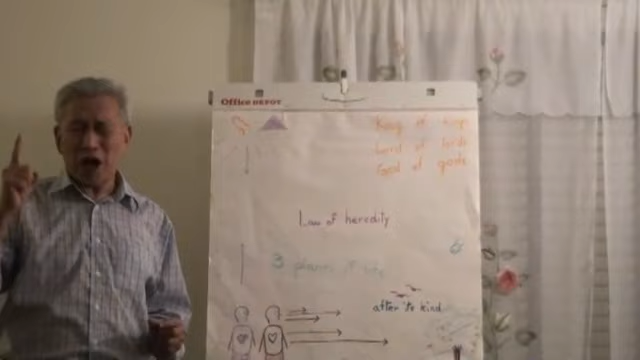 Office DEPOT
King of kings
Lord of lords
God of gods
Law of heredity
3 planes of life
after its kind